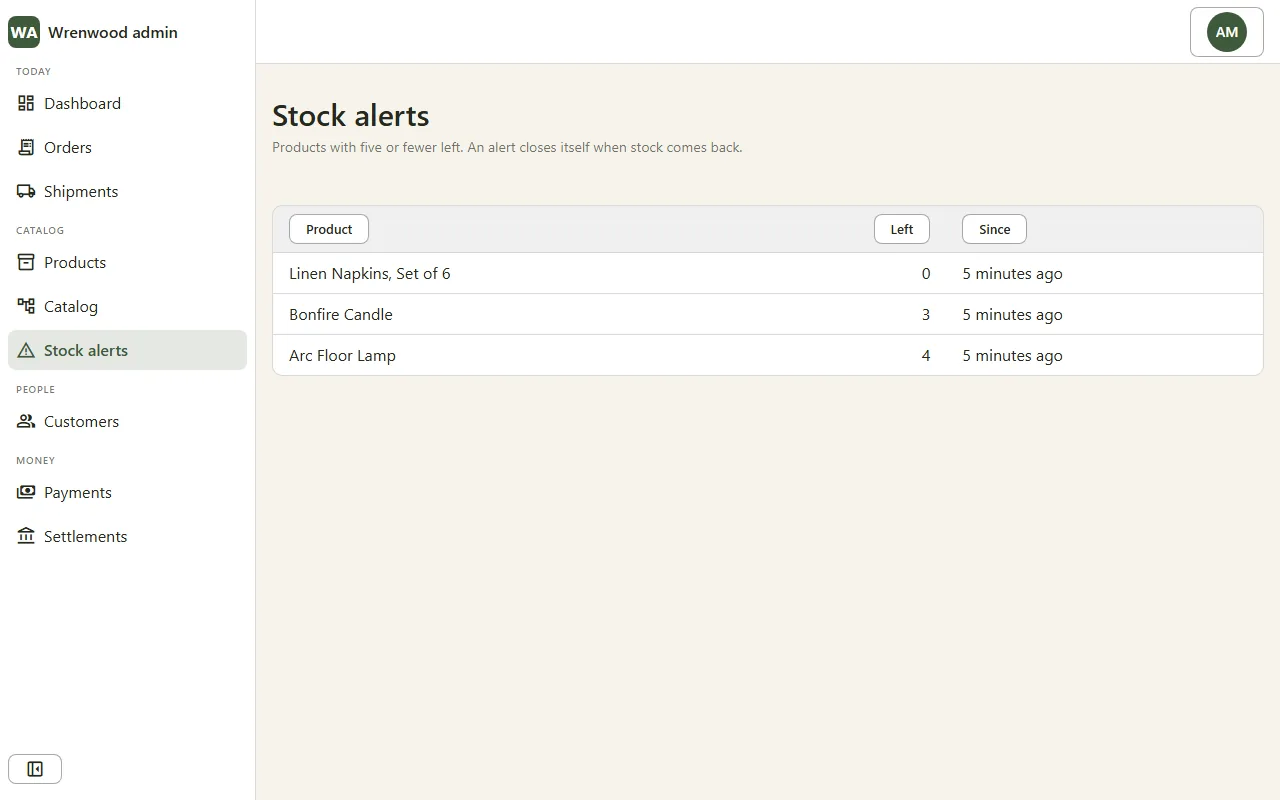 WA Wrenwood admin
TODAY
Dashboard
Orders
Shipments
CATALOG
Products
Catalog
Stock alerts
PEOPLE
Customers
MONEY
Payments
Settlements
AM
Stock alerts
Products with five or fewer left. An alert closes itself when stock comes back.
Product Left Since
Linen Napkins, Set of 6 0 5 minutes ago
Bonfire Candle 3 5 minutes ago
Arc Floor Lamp 4 5 minutes ago